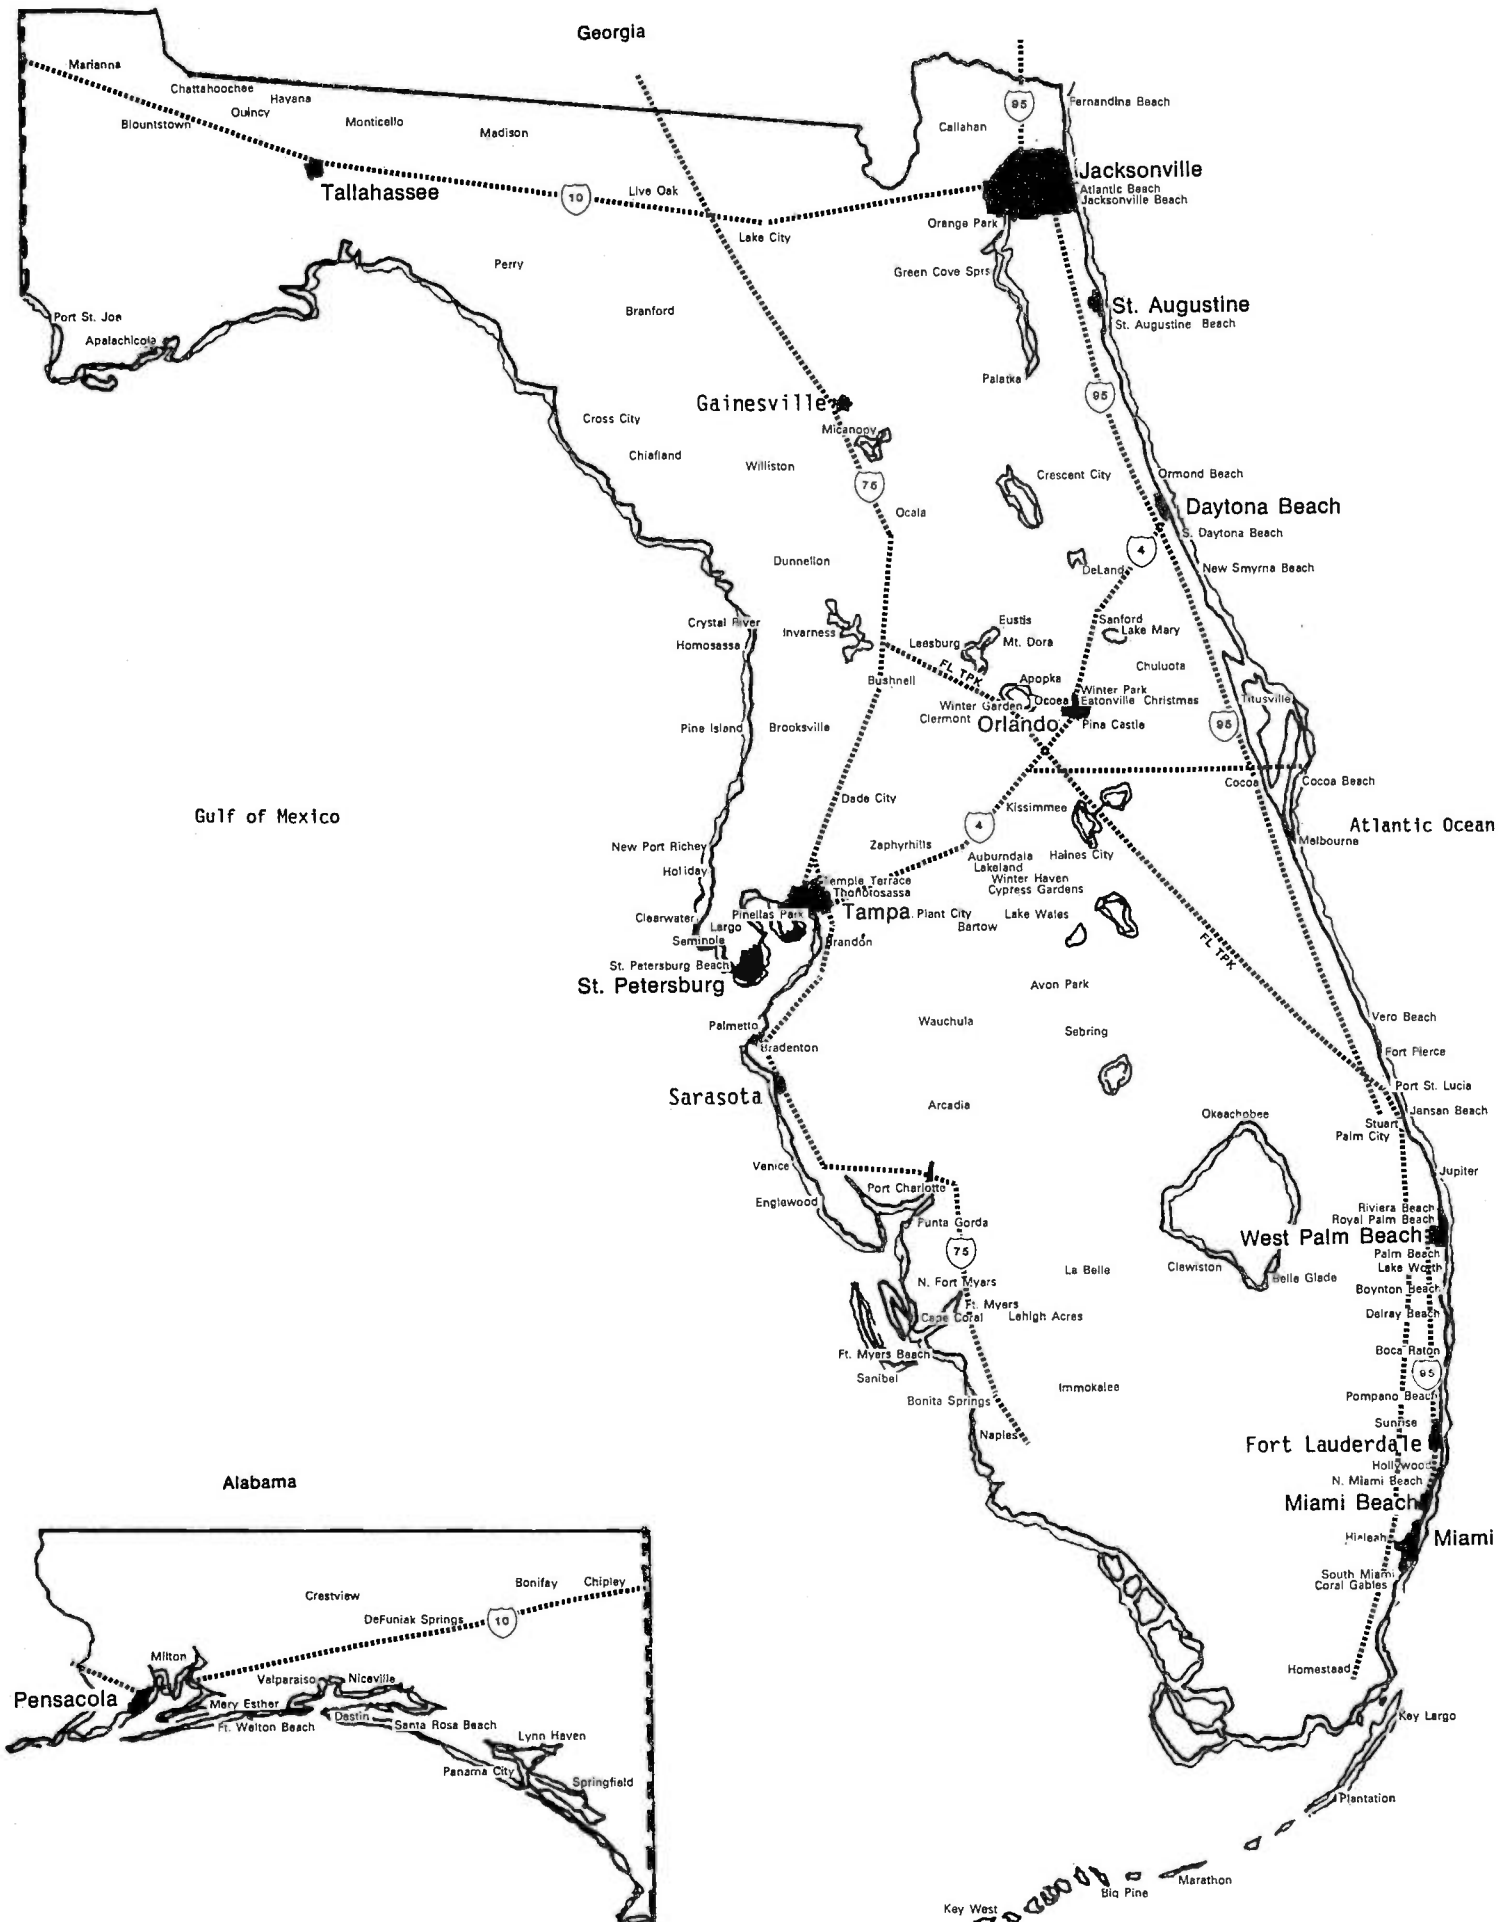 Georgia
Marianna
Chattahoochee
Havana
Quincy
Blountstown
Monticello
Madison
Tallahassee
10
Live Oak
Lake City
95
Fernandina Beach
Callahan
Jacksonville
Atlantic Beach
Jacksonville Beach
Orange Park
Green Cove Sprs
Perry
Branford
St. Augustine
St. Augustine Beach
Port St. Joe
Apalachicola
Palatka
95
Gainesville
Micanopy
Cross City
Chiefland
Williston
75
Ocala
Crescent City
Ormond Beach
Daytona Beach
S. Daytona Beach
4
Dunnellon
DeLand
New Smyrna Beach
Crystal River
Homosassa
Inverness
Leesburg
Eustis
Mt. Dora
Sanford
Lake Mary
Chuluota
FL TPK
Bushnell
Apopka
Winter Park
Ocoee
Eatonville
Christmas
Titusville
Winter Garden
Clermont
Orlando
Pine Castle
95
Pine Island
Brooksville
Cocoa
Cocoa Beach
Dade City
Kissimmee
Gulf of Mexico
4
Atlantic Ocean
Melbourne
New Port Richey
Holiday
Zephyrhills
Auburndale
Haines City
Lakeland
Winter Haven
Cypress Gardens
Temple Terrace
Thonotosassa
Clearwater
Pinellas Park
Tampa
Plant City
Lake Wales
Largo
Bartow
Seminole
Brandon
St. Petersburg Beach
St. Petersburg
FL TPK
Avon Park
Palmetto
Bradenton
Wauchula
Sebring
Vero Beach
Fort Pierce
Sarasota
Arcadia
Port St. Lucia
Okeechobee
Jensen Beach
Stuart
Palm City
Venice
Englewood
Port Charlotte
Punta Gorda
Jupiter
Riviera Beach
Royal Palm Beach
West Palm Beach
75
Palm Beach
Lake Worth
La Belle
Clewiston
Belle Glade
N. Fort Myers
Boynton Beach
Ft. Myers
Cape Coral
Lehigh Acres
Delray Beach
Ft. Myers Beach
Sanibel
Boca Raton
95
Immokalee
Bonita Springs
Pompano Beach
Naples
Sunrise
Fort Lauderdale
Hollywood
N. Miami Beach
Miami Beach
Hialeah
Miami
South Miami
Coral Gables
Homestead
Key Largo
Plantation
Marathon
Big Pine
Key West
Alabama
Crestview
Bonifay
Chipley
DeFuniak Springs
10
Milton
Valparaiso
Niceville
Pensacola
Mary Esther
Ft. Walton Beach
Destin
Santa Rosa Beach
Lynn Haven
Panama City
Springfield